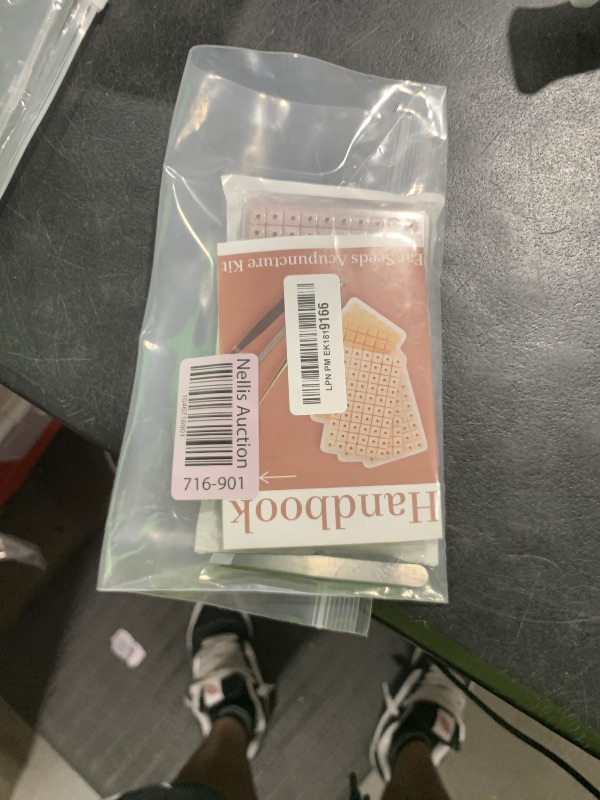 Ear Seeds Acupuncture Kit
Handbook
LPN PM EK1819166
Nellis Auction
716-901